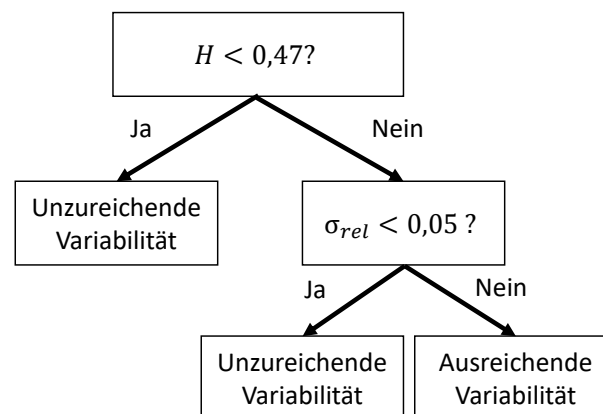 H < 0,47?
Ja
Nein
Unzureichende
Variabilität
σ_rel < 0,05 ?
Ja
Nein
Unzureichende
Variabilität
Ausreichende
Variabilität